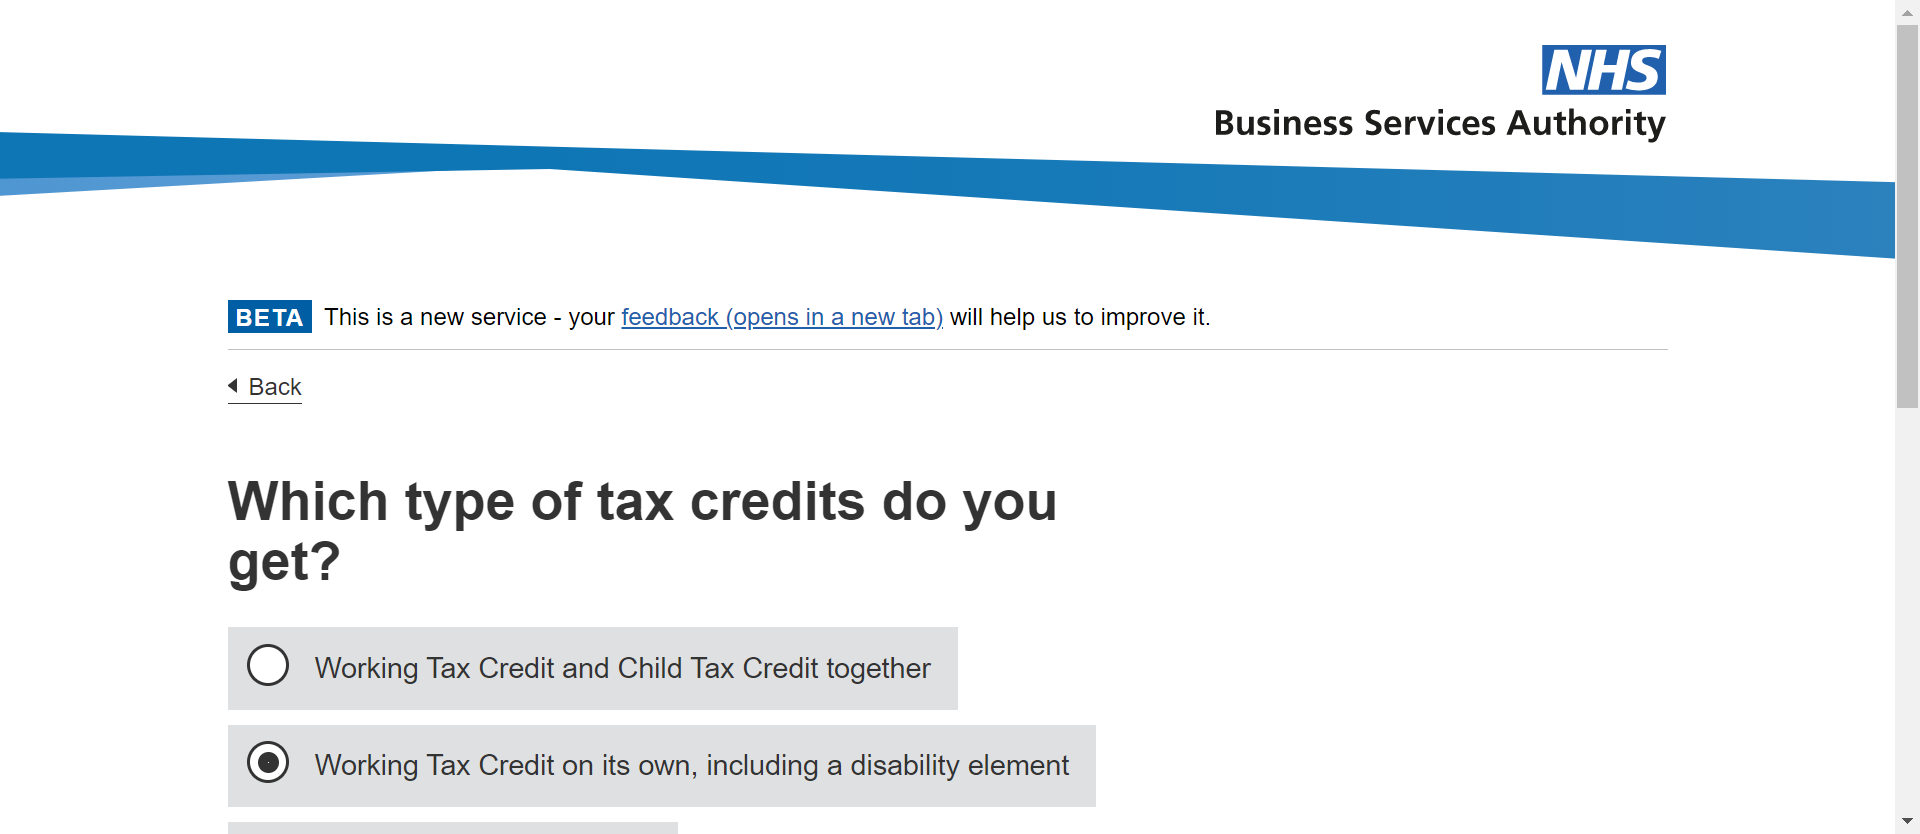 NHS
Business Services Authority
BETA This is a new service - your feedback (opens in a new tab) will help us to improve it.
Back
Which type of tax credits do you
get?
Working Tax Credit and Child Tax Credit together
Working Tax Credit on its own, including a disability element